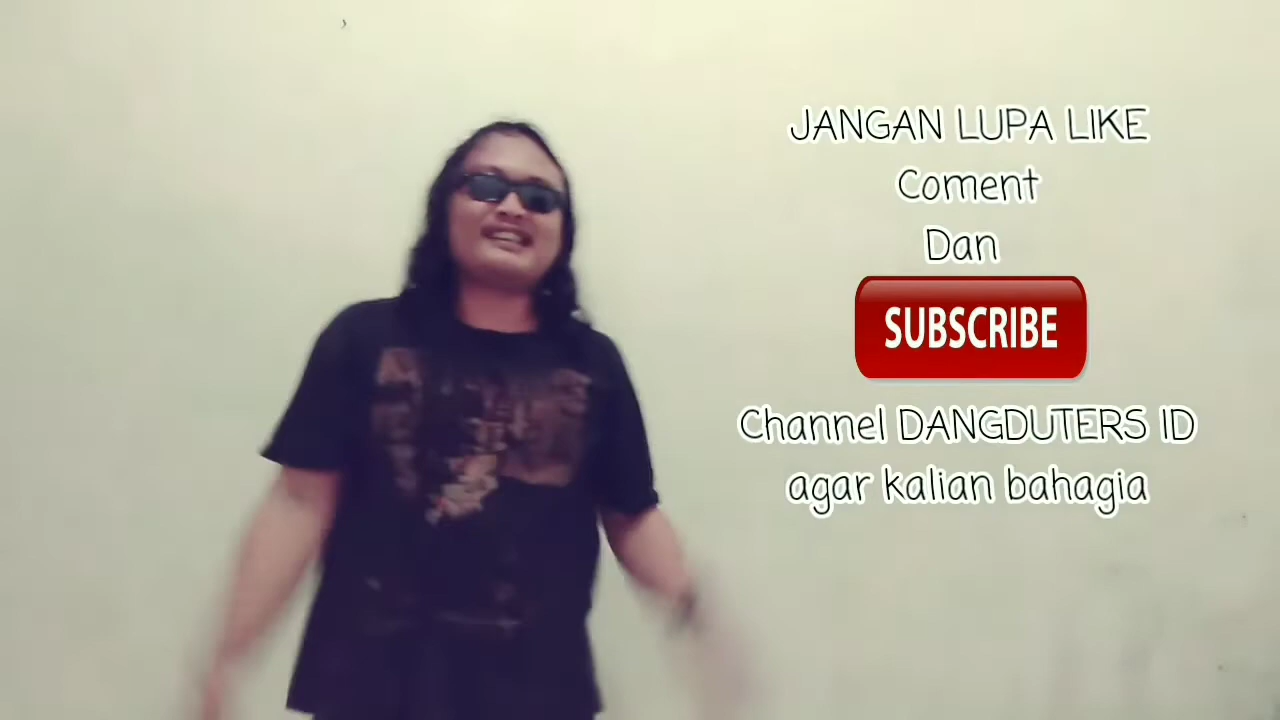 JANGAN LUPA LIKE
Coment
Dan
SUBSCRIBE
Channel DANGDUTERS ID
agar kalian bahagia